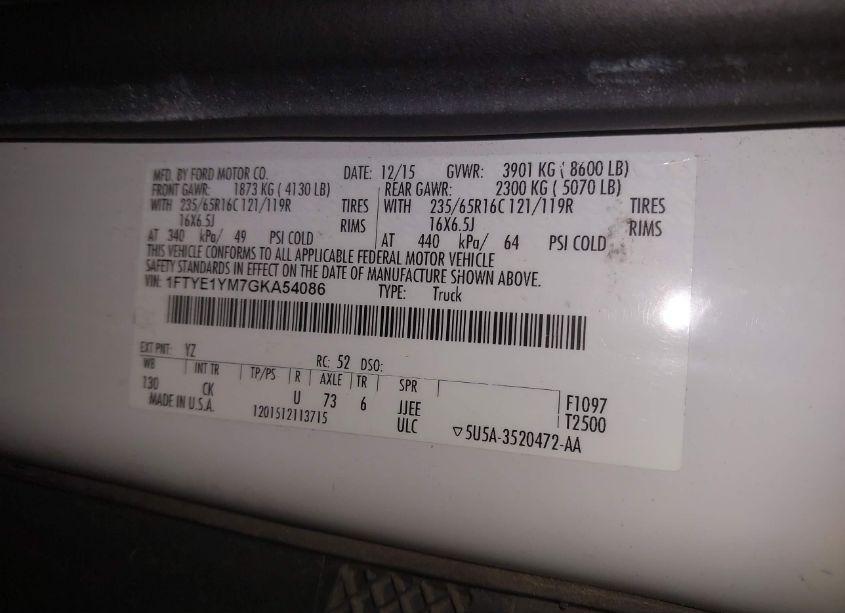 MFD. BY FORD MOTOR CO. DATE: 12/15 GVWR: 3901 KG ( 8600 LB)
FRONT GAWR: 1873 KG ( 4130 LB) REAR GAWR: 2300 KG ( 5070 LB)
WITH 235/65R16C 121/119R TIRES WITH 235/65R16C 121/119R TIRES
16X6.5J RIMS 16X6.5J RIMS
AT 340 kPa/ 49 PSI COLD AT 440 kPa/ 64 PSI COLD
THIS VEHICLE CONFORMS TO ALL APPLICABLE FEDERAL MOTOR VEHICLE
SAFETY STANDARDS IN EFFECT ON THE DATE OF MANUFACTURE SHOWN ABOVE.
VIN: 1FTYE1YM7GKA54086 TYPE: Truck
EXT PNT: YZ RC: 52 DSO:
WB INT TR TP/PS R AXLE TR SPR
130 CK U 73 6 JJEE F1097
MADE IN U.S.A. 1201512113715 ULC T2500
▽5U5A-3520472-AA